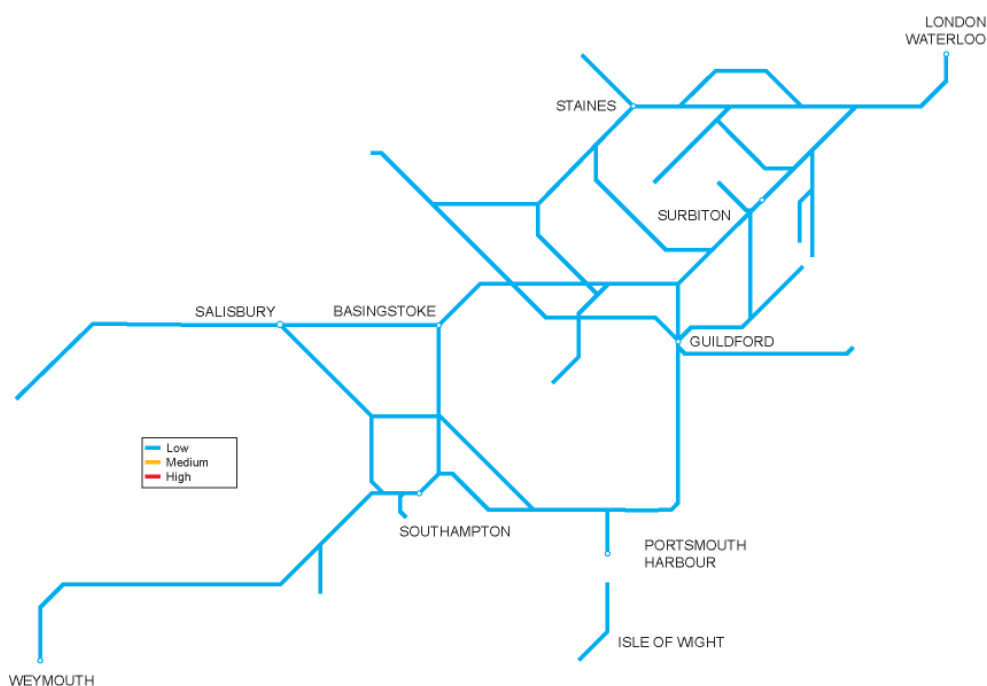 LONDON
WATERLOO
STAINES
SURBITON
SALISBURY
BASINGSTOKE
GUILDFORD
Low
Medium
High
SOUTHAMPTON
PORTSMOUTH
HARBOUR
ISLE OF WIGHT
WEYMOUTH